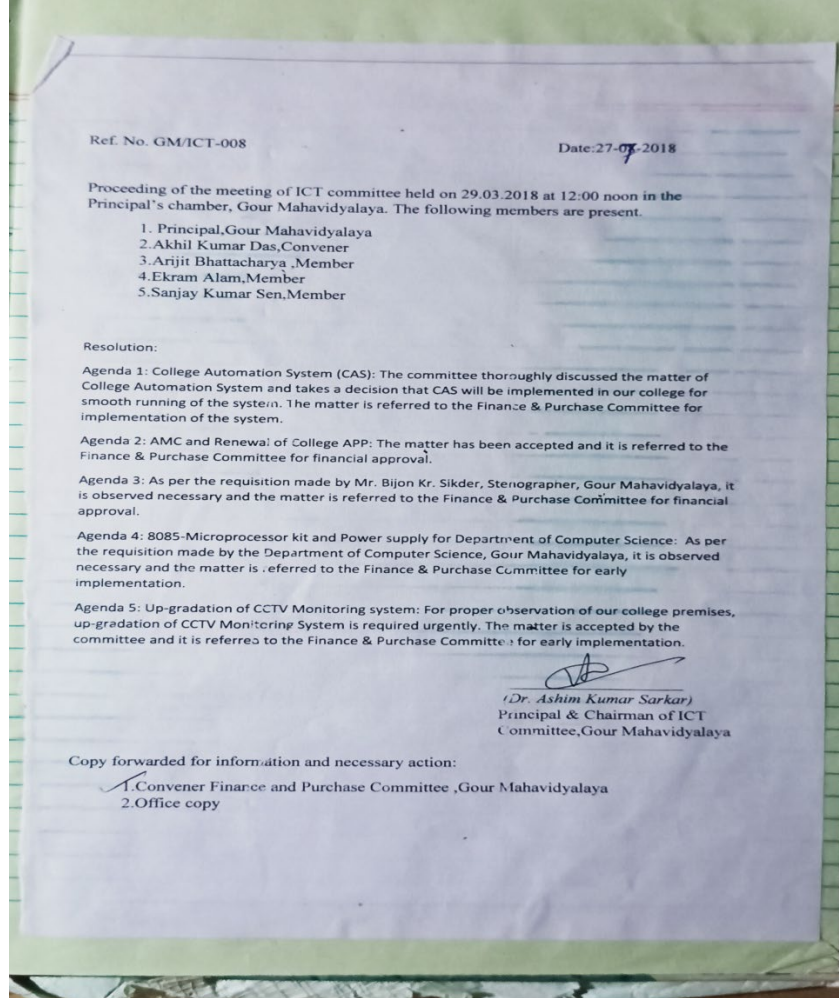 Ref. No. GM/ICT-008
Date:27-07-2018
Proceeding of the meeting of ICT committee held on 29.03.2018 at 12:00 noon in the
Principal's chamber, Gour Mahavidyalaya. The following members are present.
1. Principal,Gour Mahavidyalaya
2.Akhil Kumar Das,Convener
3.Arijit Bhattacharya ,Member
4.Ekram Alam,Member
5.Sanjay Kumar Sen,Member
Resolution:
Agenda 1: College Automation System (CAS): The committee thoroughly discussed the matter of
College Automation System and takes a decision that CAS will be implemented in our college for
smooth running of the system. The matter is referred to the Finance & Purchase Committee for
implementation of the system.
Agenda 2: AMC and Renewal of College APP: The matter has been accepted and it is referred to the
Finance & Purchase Committee for financial approval.
Agenda 3: As per the requisition made by Mr. Bijon Kr. Sikder, Stenographer, Gour Mahavidyalaya, it
is observed necessary and the matter is referred to the Finance & Purchase Committee for financial
approval.
Agenda 4: 8085-Microprocessor kit and Power supply for Department of Computer Science: As per
the requisition made by the Department of Computer Science, Gour Mahavidyalaya, it is observed
necessary and the matter is referred to the Finance & Purchase Committee for early
implementation.
Agenda 5: Up-gradation of CCTV Monitoring system: For proper observation of our college premises,
up-gradation of CCTV Monitoring System is required urgently. The matter is accepted by the
committee and it is referred to the Finance & Purchase Committee for early implementation.
(Dr. Ashim Kumar Sarkar)
Principal & Chairman of ICT
Committee,Gour Mahavidyalaya
Copy forwarded for information and necessary action:
1.Convener Finance and Purchase Committee ,Gour Mahavidyalaya
2.Office copy